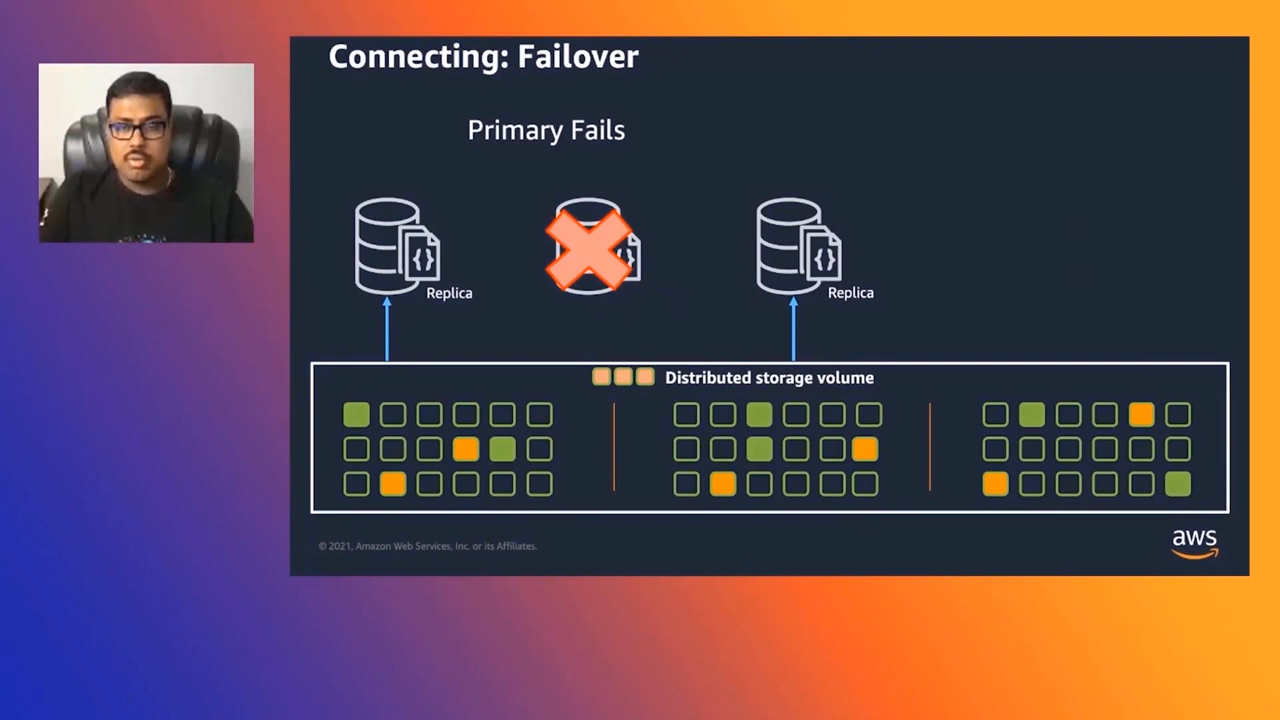 Connecting: Failover
Primary Fails
{}
{}
{}
Replica
Replica
Distributed storage volume
© 2021, Amazon Web Services, Inc. or its Affiliates.
aws